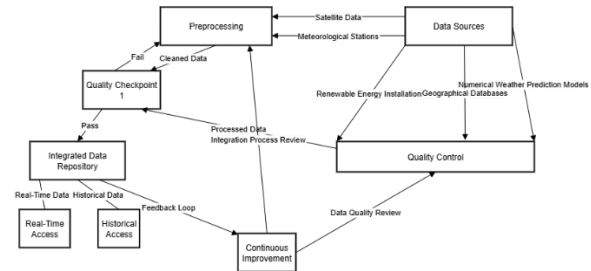 Preprocessing
Satellite Data
Data Sources
Meteorological Stations
Fail
Cleaned Data
Quality Checkpoint
1
Numerical Weather Prediction Models
Renewable Energy Installation
Geographical Databases
Pass
Processed Data
Integration Process Review
Integrated Data
Repository
Quality Control
Real-Time Data
Historical Data
Feedback Loop
Real-Time
Access
Historical
Access
Data Quality Review
Continuous
Improvement